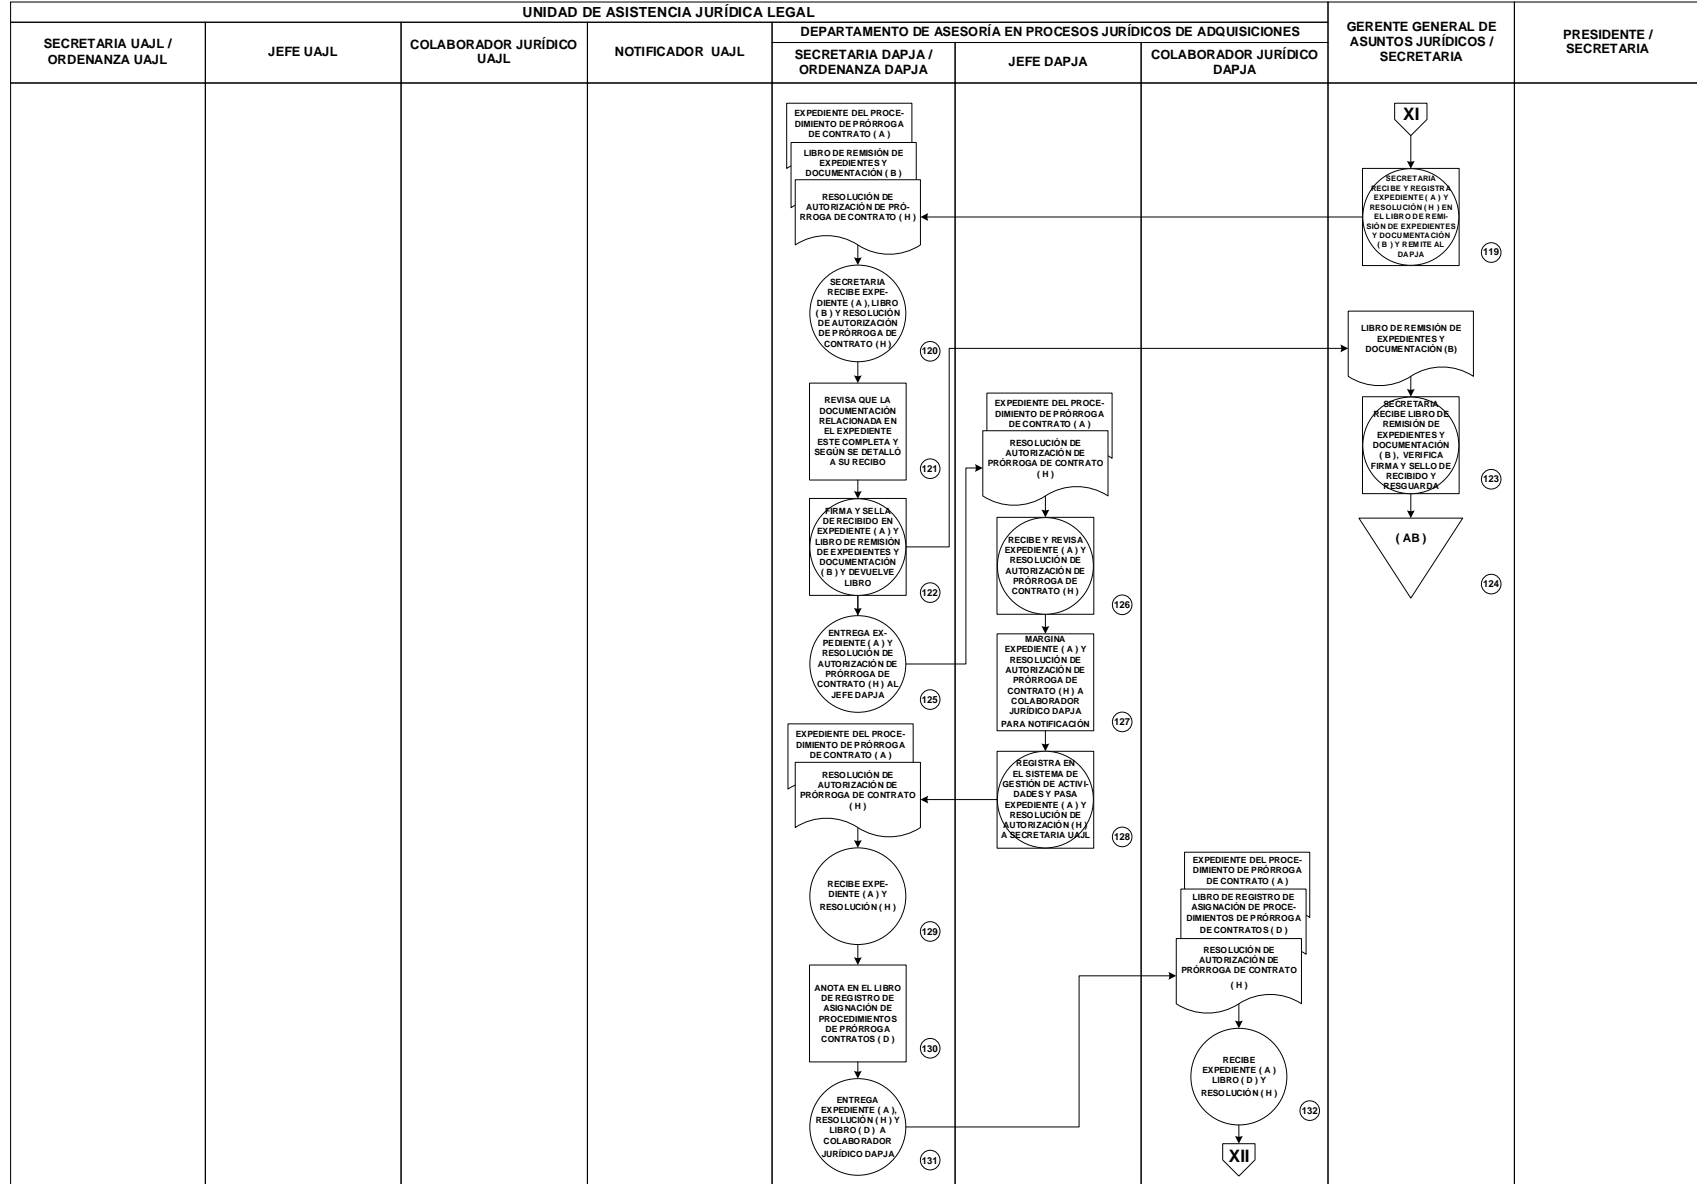 UNIDAD DE ASISTENCIA JURÍDICA LEGAL
SECRETARIA UAJL /
ORDENANZA UAJL
JEFE UAJL
COLABORADOR JURÍDICO
UAJL
NOTIFICADOR UAJL
DEPARTAMENTO DE ASESORÍA EN PROCESOS JURÍDICOS DE ADQUISICIONES
SECRETARIA DAPJA /
ORDENANZA DAPJA
JEFE DAPJA
COLABORADOR JURÍDICO
DAPJA
GERENTE GENERAL DE
ASUNTOS JURÍDICOS /
SECRETARIA
PRESIDENTE /
SECRETARIA
XI
SECRETARIA
RECIBE Y REGISTRA
EXPEDIENTE ( A ) Y
RESOLUCIÓN ( H ) EN
EL LIBRO DE REMI-
SIÓN DE EXPEDIENTES
Y DOCUMENTACIÓN
( B ) Y REMITE AL
DAPJA
119
EXPEDIENTE DEL PROCE-
DIMIENTO DE PRÓRROGA
DE CONTRATO ( A )
LIBRO DE REMISIÓN DE
EXPEDIENTES Y
DOCUMENTACIÓN ( B )
RESOLUCIÓN DE
AUTORIZACIÓN DE PRÓ-
RROGA DE CONTRATO ( H )
SECRETARIA
RECIBE EXPE-
DIENTE ( A ), LIBRO
( B ) Y RESOLUCIÓN
DE AUTORIZACIÓN
DE PRÓRROGA DE
CONTRATO ( H )
120
REVISA QUE LA
DOCUMENTACIÓN
RELACIONADA EN
EL EXPEDIENTE
ESTE COMPLETA Y
SEGÚN SE DETALLÓ
A SU RECIBO
121
FIRMA Y SELLA
DE RECIBIDO EN
EXPEDIENTE ( A ) Y
LIBRO DE REMISIÓN
DE EXPEDIENTES Y
DOCUMENTACIÓN
( B ) Y DEVUELVE
LIBRO
122
LIBRO DE REMISIÓN DE
EXPEDIENTES Y
DOCUMENTACIÓN (B)
SECRETARIA
RECIBE LIBRO DE
REMISIÓN DE
EXPEDIENTES Y
DOCUMENTACIÓN
( B ), VERIFICA
FIRMA Y SELLO DE
RECIBIDO Y
RESGUARDA
123
( AB )
124
ENTREGA EX-
PEDIENTE ( A ) Y
RESOLUCIÓN DE
AUTORIZACIÓN DE
PRÓRROGA DE
CONTRATO ( H ) AL
JEFE DAPJA
125
EXPEDIENTE DEL PROCE-
DIMIENTO DE PRÓRROGA
DE CONTRATO ( A )
RESOLUCIÓN DE
AUTORIZACIÓN DE
PRÓRROGA DE CONTRATO
( H )
RECIBE Y REVISA
EXPEDIENTE ( A ) Y
RESOLUCIÓN DE
AUTORIZACIÓN DE
PRÓRROGA DE
CONTRATO ( H )
126
MARGINA
EXPEDIENTE ( A ) Y
RESOLUCIÓN DE
AUTORIZACIÓN DE
PRÓRROGA DE
CONTRATO ( H ) A
COLABORADOR
JURÍDICO DAPJA
PARA NOTIFICACIÓN
127
REGISTRA EN
EL SISTEMA DE
GESTIÓN DE ACTIVI-
DADES Y PASA
EXPEDIENTE ( A ) Y
RESOLUCIÓN DE
AUTORIZACIÓN ( H )
A SECRETARIA UAJL
128
EXPEDIENTE DEL PROCE-
DIMIENTO DE PRÓRROGA
DE CONTRATO ( A )
RESOLUCIÓN DE
AUTORIZACIÓN DE
PRÓRROGA DE CONTRATO
( H )
RECIBE EXPE-
DIENTE ( A ) Y
RESOLUCIÓN ( H )
129
ANOTA EN EL LIBRO
DE REGISTRO DE
ASIGNACIÓN DE
PROCEDIMIENTOS
DE PRÓRROGA
CONTRATOS ( D )
130
ENTREGA
EXPEDIENTE ( A ),
RESOLUCIÓN ( H ) Y
LIBRO ( D ) A
COLABORADOR
JURÍDICO DAPJA
131
EXPEDIENTE DEL PROCE-
DIMIENTO DE PRÓRROGA
DE CONTRATO ( A )
LIBRO DE REGISTRO DE
ASIGNACIÓN DE PROCE-
DIMIENTOS DE PRÓRROGA
DE CONTRATOS ( D )
RESOLUCIÓN DE
AUTORIZACIÓN DE
PRÓRROGA DE CONTRATO
( H )
RECIBE
EXPEDIENTE ( A )
LIBRO ( D ) Y
RESOLUCIÓN ( H )
132
XII